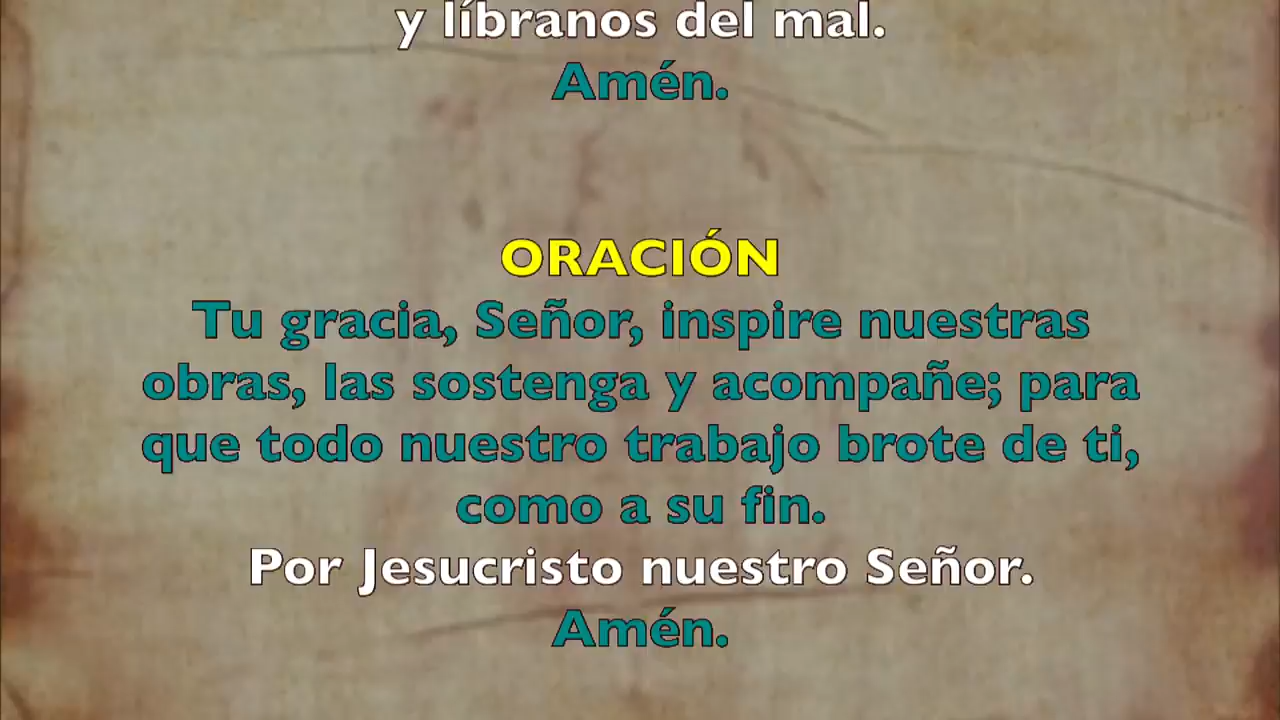 y líbranos del mal.
Amén.
ORACIÓN
Tu gracia, Señor, inspire nuestras
obras, las sostenga y acompañe; para
que todo nuestro trabajo brote de ti,
como a su fin.
Por Jesucristo nuestro Señor.
Amén.